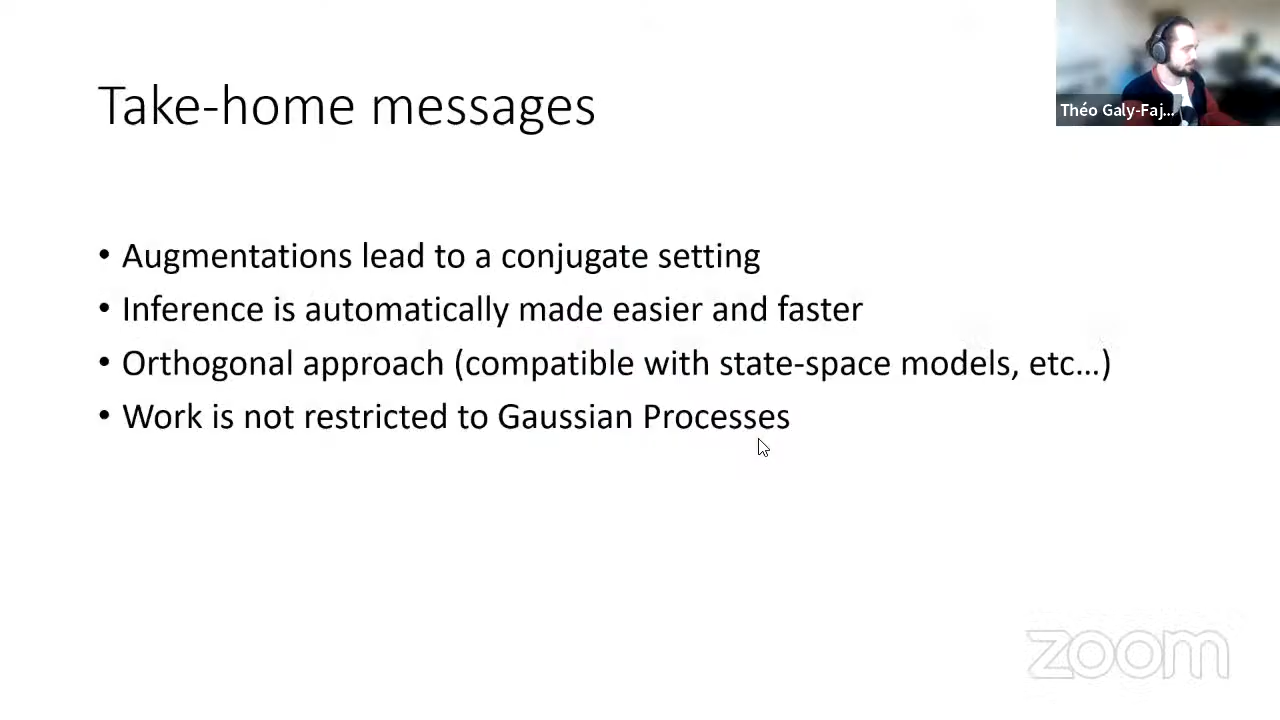 Take-home messages
Théo Galy-Faj...
• Augmentations lead to a conjugate setting
• Inference is automatically made easier and faster
• Orthogonal approach (compatible with state-space models, etc...)
• Work is not restricted to Gaussian Processes
zoom